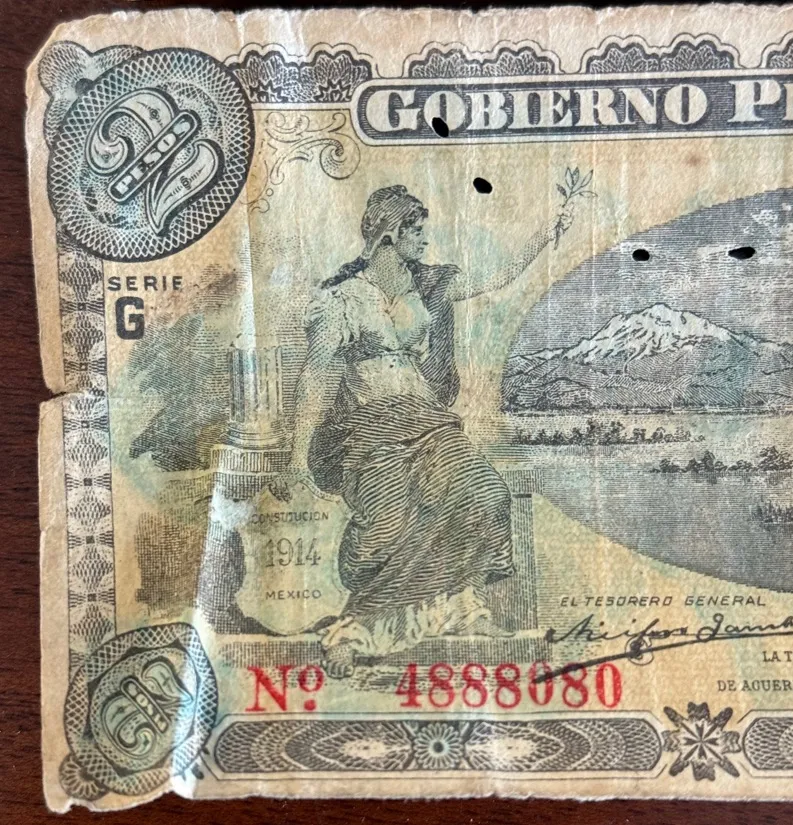 GOBIERNO P
2
PESOS
SERIE
G
CONSTITUCION
1914
MEXICO
EL TESORERO GENERAL
LA T
DE ACUER
Nº. 4888080
2